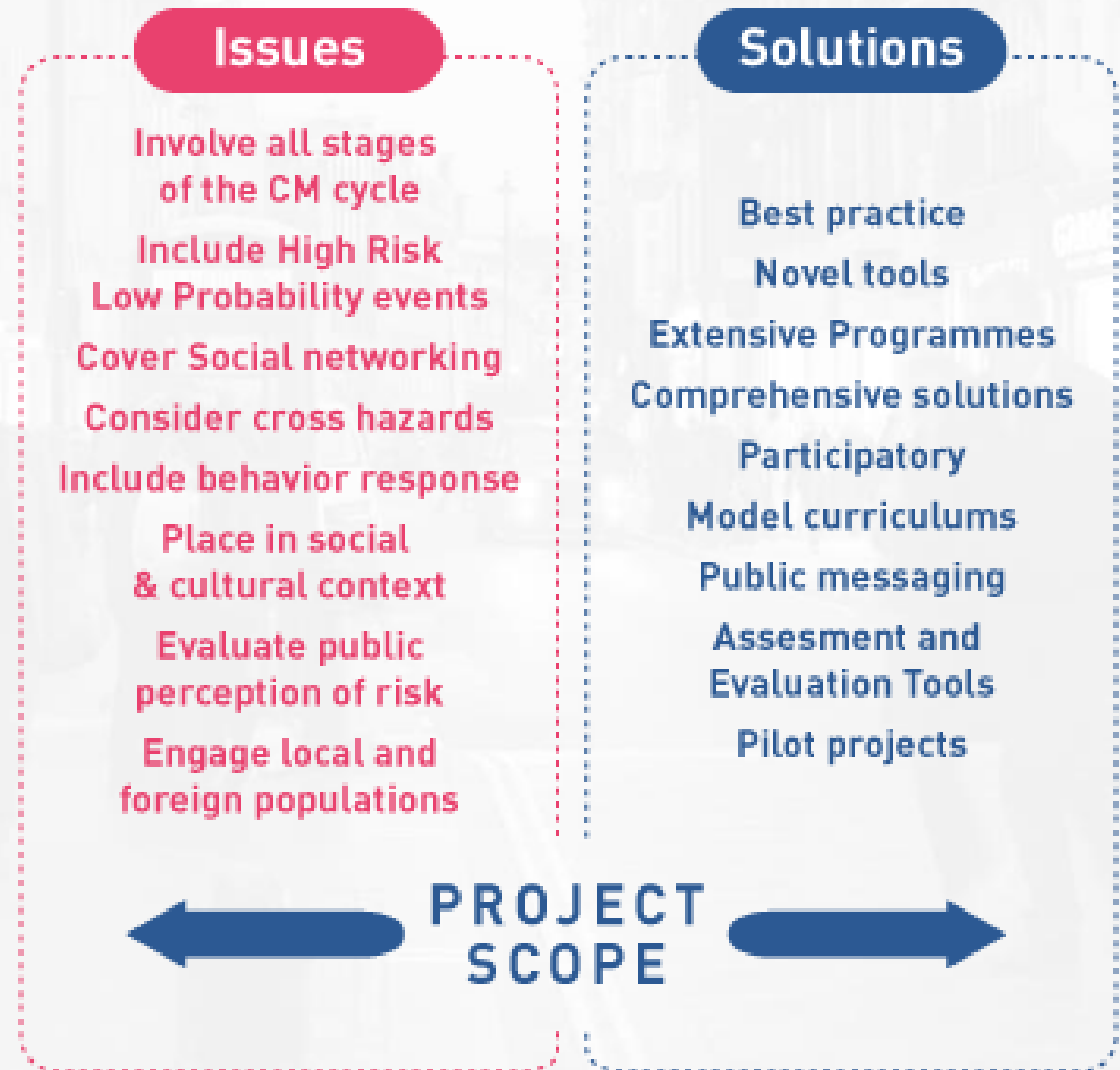 Issues
Involve all stages
of the CM cycle
Include High Risk
Low Probability events
Cover Social networking
Consider cross hazards
Include behavior response
Place in social
& cultural context
Evaluate public
perception of risk
Engage local and
foreign populations
Solutions
Best practice
Novel tools
Extensive Programmes
Comprehensive solutions
Participatory
Model curriculums
Public messaging
Assesment and
Evaluation Tools
Pilot projects
PROJECT
SCOPE